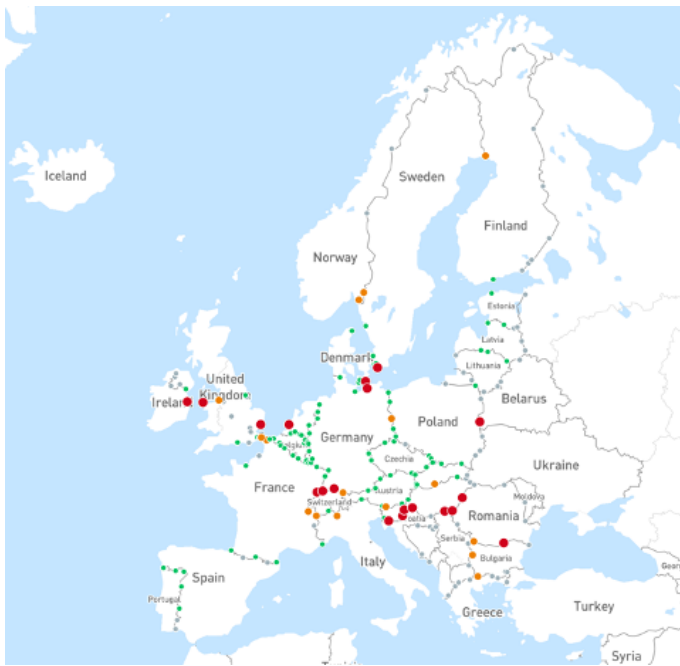 Iceland
Sweden
Finland
Norway
Estonia
Latvia
Denmark
Lithuania
United
Kingdom
Ireland
Belarus
Poland
Germany
Czechia
Ukraine
France
Austria
Switzerland
Moldova
Romania
Serbia
Italy
Bulgaria
Spain
Portugal
Greece
Turkey
Syria